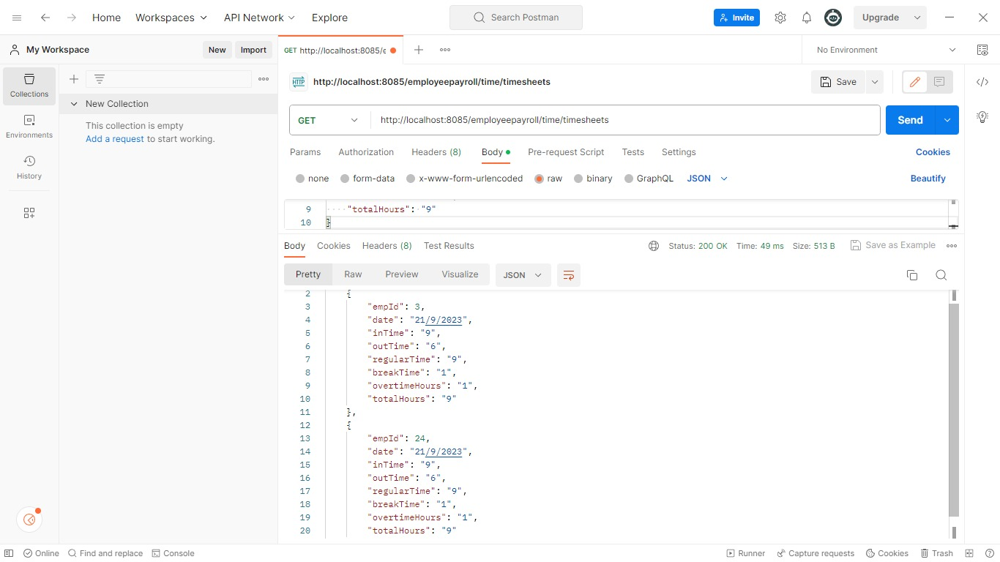 Home Workspaces API Network Explore Search Postman Invite Upgrade
My Workspace New Import GET http://localhost:8085/e No Environment
Collections
New Collection
This collection is empty
Add a request to start working.
Environments
History
HTTP http://localhost:8085/employeepayroll/time/timesheets Save
GET http://localhost:8085/employeepayroll/time/timesheets Send
Params Authorization Headers (8) Body Pre-request Script Tests Settings Cookies
none form-data x-www-form-urlencoded raw binary GraphQL JSON Beautify
9 "totalHours": "9"
10 }
Body Cookies Headers (8) Test Results Status: 200 OK Time: 49 ms Size: 513 B Save as Example
Pretty Raw Preview Visualize JSON
2 {
3 "empId": 3,
4 "date": "21/9/2023",
5 "inTime": "9",
6 "outTime": "6",
7 "regularTime": "9",
8 "breakTime": "1",
9 "overtimeHours": "1",
10 "totalHours": "9"
11 },
12 {
13 "empId": 24,
14 "date": "21/9/2023",
15 "inTime": "9",
16 "outTime": "6",
17 "regularTime": "9",
18 "breakTime": "1",
19 "overtimeHours": "1",
20 "totalHours": "9"
Online Find and replace Console Runner Capture requests Cookies Trash